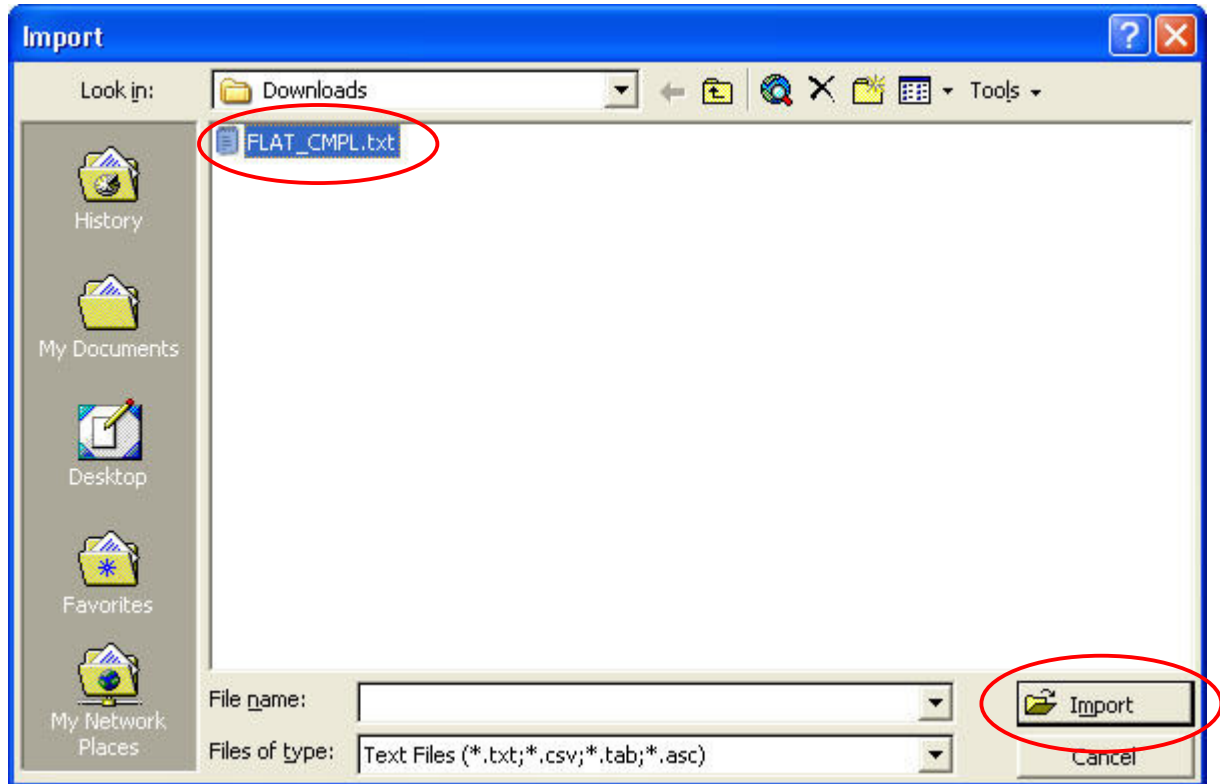 Import
Look in:
Downloads
Tools
FLAT_CMPL.txt
History
My Documents
Desktop
Favorites
My Network
Places
File name:
Import
Files of type:
Text Files (*.txt;*.csv;*.tab;*.asc)
Cancel